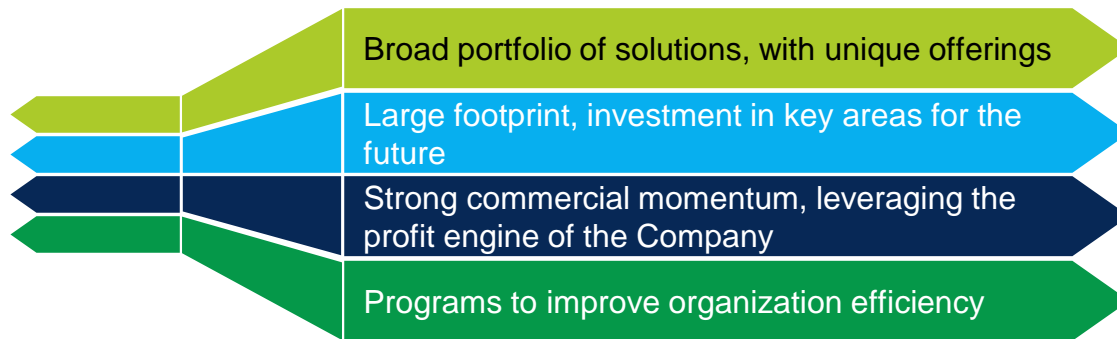 Broad portfolio of solutions, with unique offerings
Large footprint, investment in key areas for the
future
Strong commercial momentum, leveraging the
profit engine of the Company
Programs to improve organization efficiency